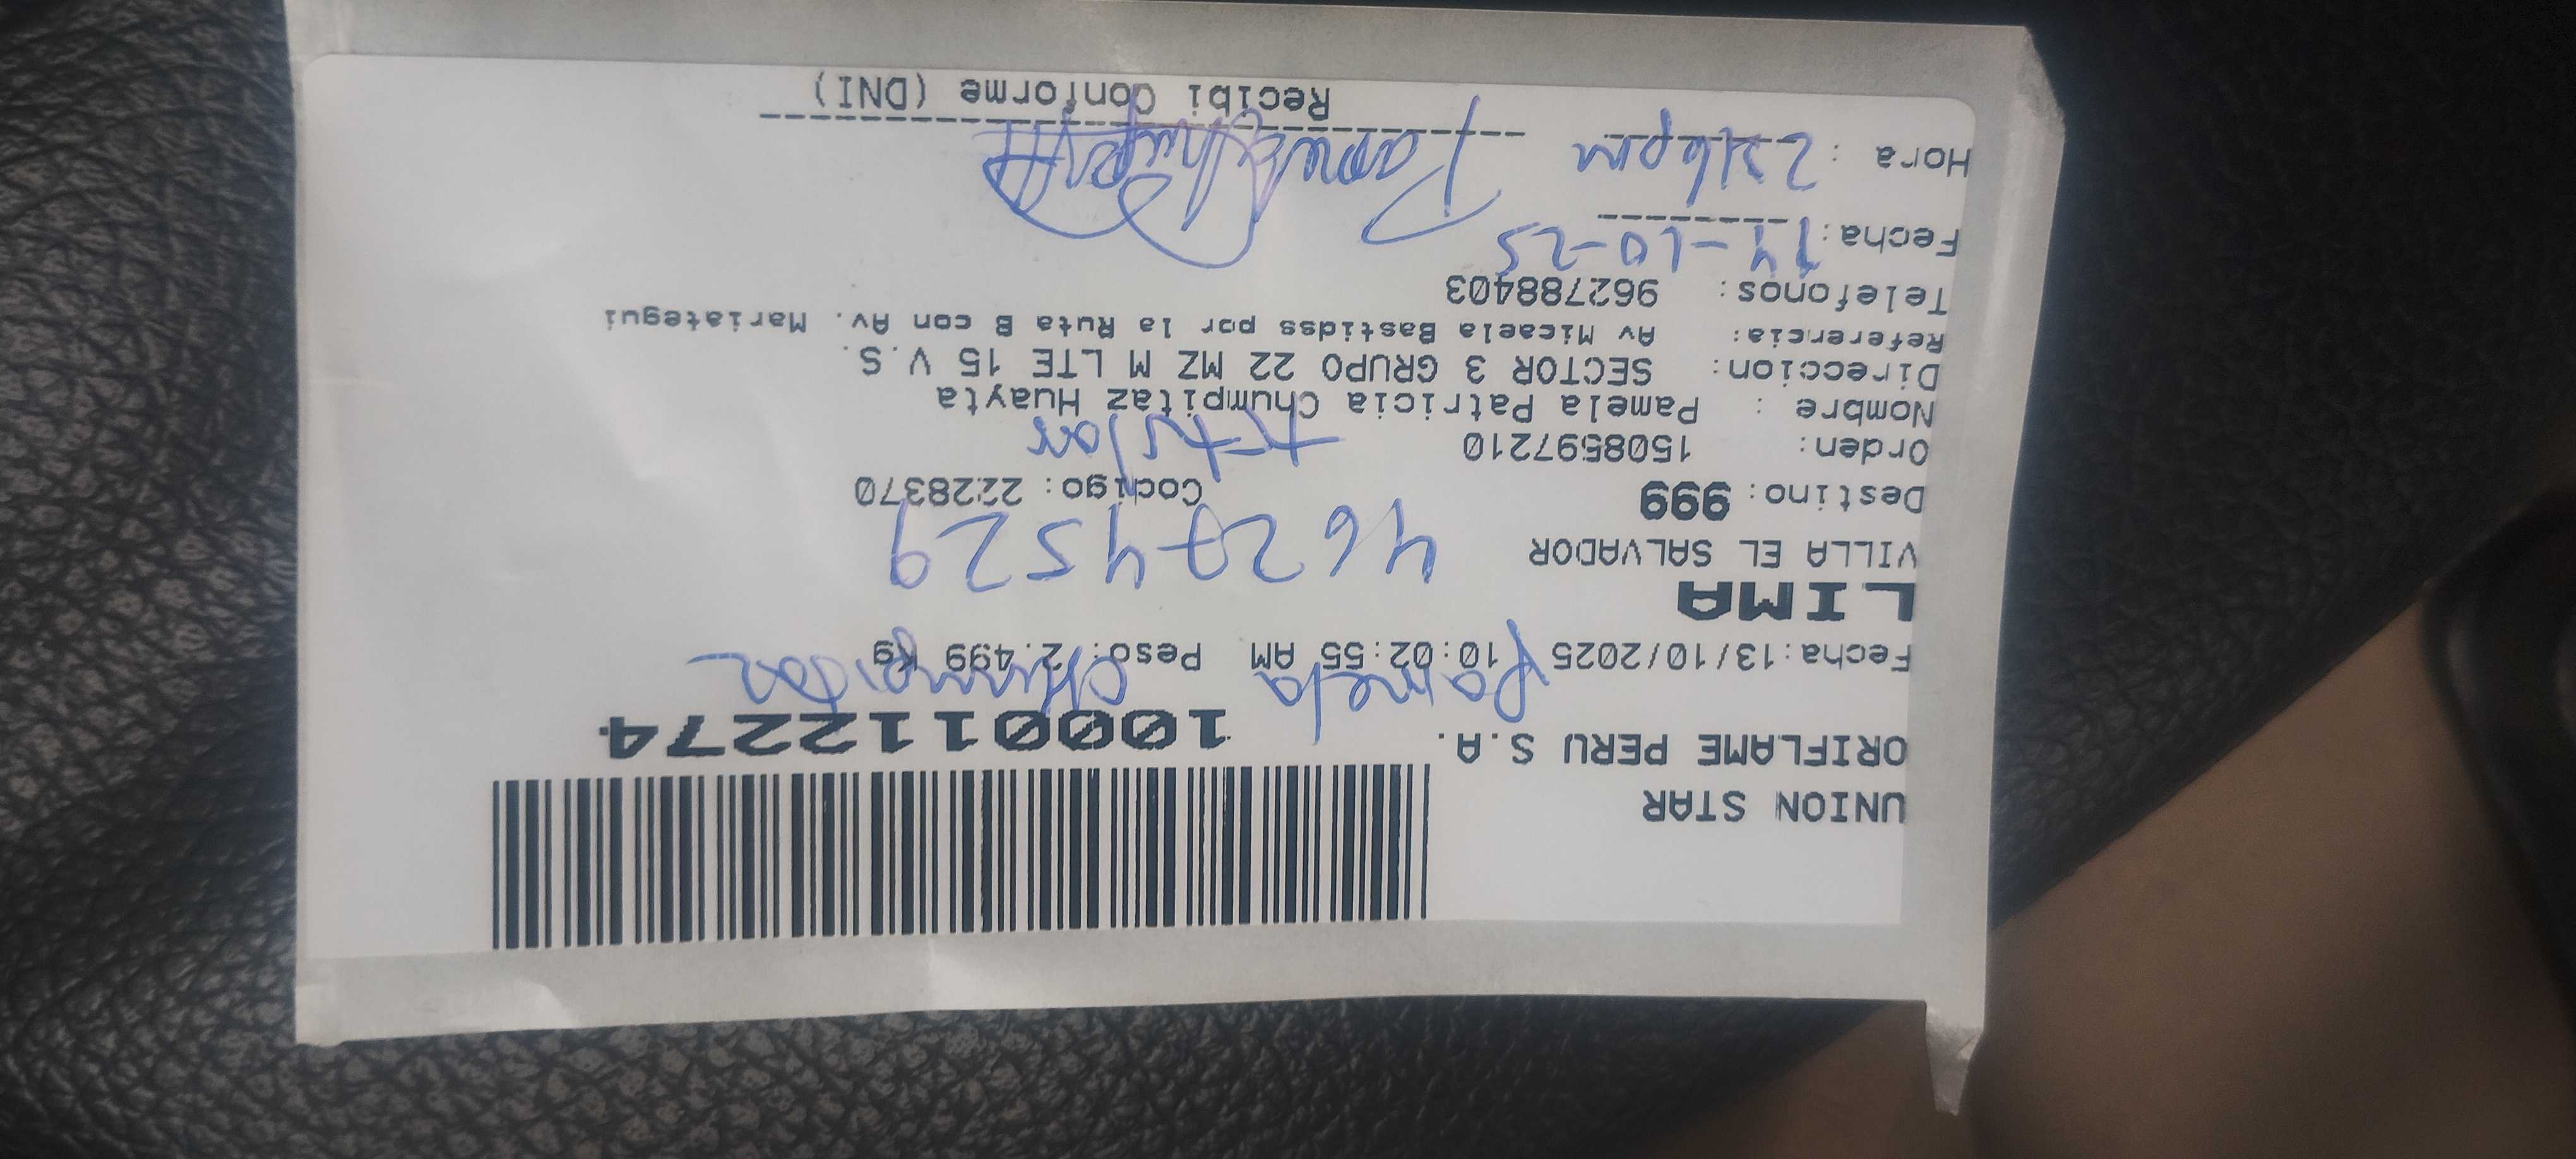 UNION STAR
ORIFLAME PERU S.A.
1000112274
Pamela Chumpitaz
Fecha:13/10/2025 10:02:55 AM Peso: 2.499 Kg
LIMA
VILLA EL SALVADOR
46274529
Destino: 999 Codigo: 2228370
Orden: 1508597210
titular
Nombre : Pamela Patricia Chumpitaz Huayta
Direccion: SECTOR 3 GRUPO 22 MZ M LTE 15 V.S.
Referencia: Av Micaela Bastidss por la Ruta B con Av. Mariategui
Telefonos: 962788403
Fecha: 14-10-25
Hora :
Recibi Conforme (DNI)